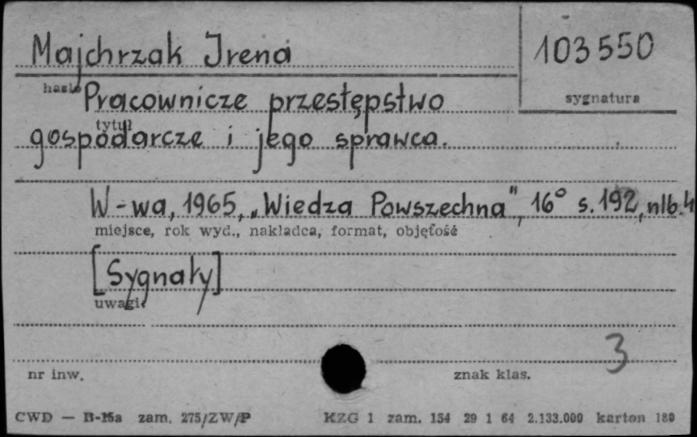 Majchrzak Irena
103550
hasło
Pracownicze przestępstwo
sygnatura
tytuł
gospodarcze i jego sprawca.
W-wa, 1965, „Wiedza Powszechna", 16° s. 192, nlb. 4
miejsce, rok wyd., nakładca, format, objętość
[Sygnały]
uwagi
3
nr inw.
znak klas.
CWD — B-15a zam. 275/ZW/P KZG 1 zam. 154 29 1 64 2.133.000 karton 180